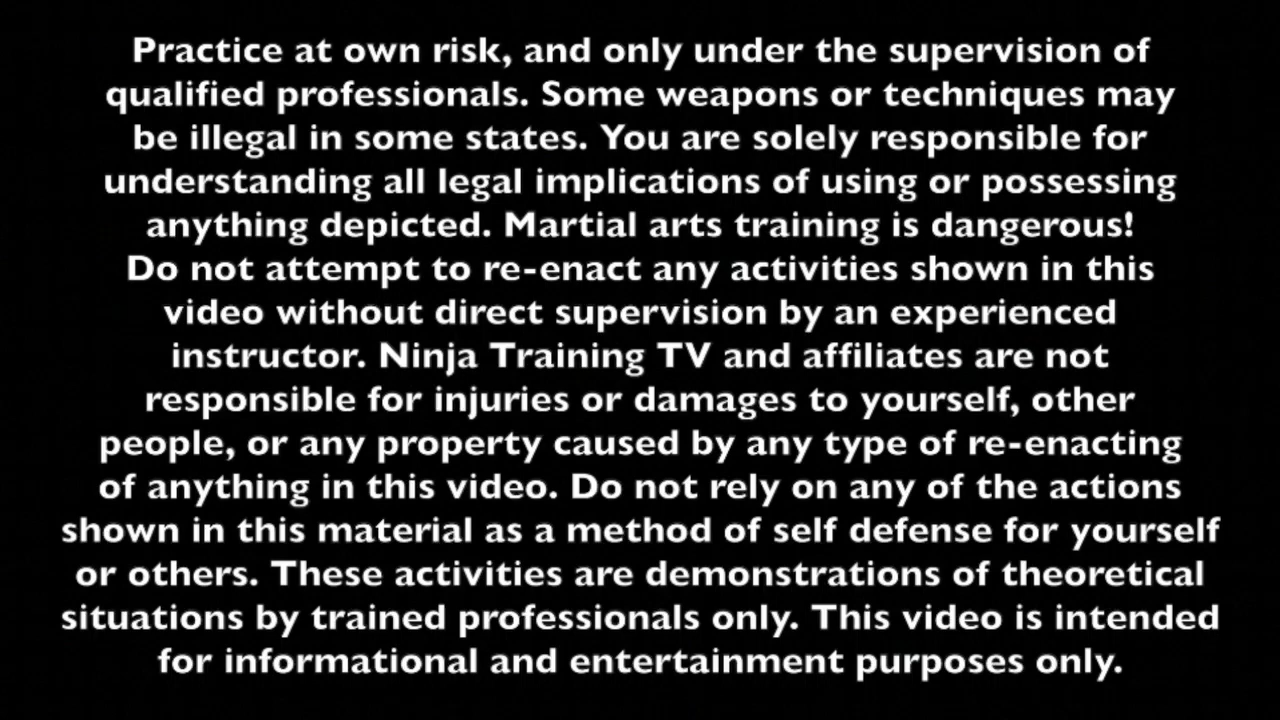 Practice at own risk, and only under the supervision of
qualified professionals. Some weapons or techniques may
be illegal in some states. You are solely responsible for
understanding all legal implications of using or possessing
anything depicted. Martial arts training is dangerous!
Do not attempt to re-enact any activities shown in this
video without direct supervision by an experienced
instructor. Ninja Training TV and affiliates are not
responsible for injuries or damages to yourself, other
people, or any property caused by any type of re-enacting
of anything in this video. Do not rely on any of the actions
shown in this material as a method of self defense for yourself
or others. These activities are demonstrations of theoretical
situations by trained professionals only. This video is intended
for informational and entertainment purposes only.